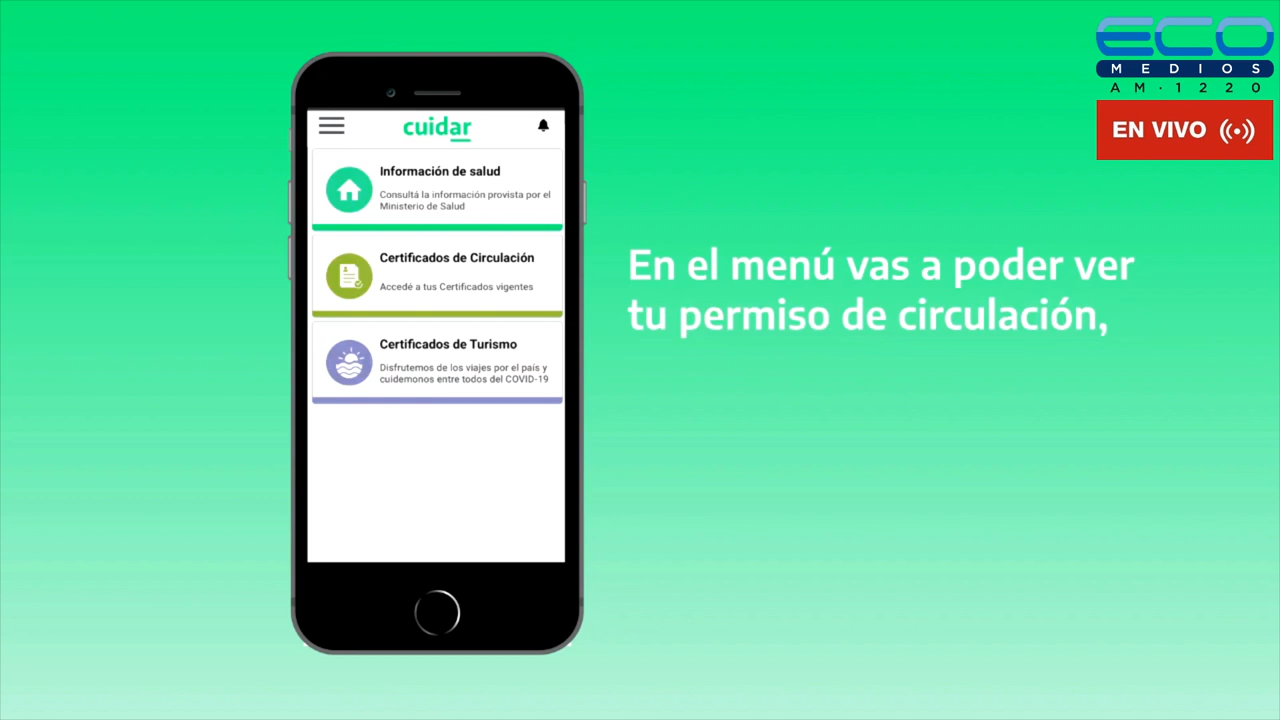 ECO
MEDIOS
AM·1220
EN VIVO
cuidar
Información de salud
Consultá la información provista por el
Ministerio de Salud
Certificados de Circulación
Accedé a tus Certificados vigentes
Certificados de Turismo
Disfrutemos de los viajes por el país y
cuidemonos entre todos del COVID-19
En el menú vas a poder ver
tu permiso de circulación,